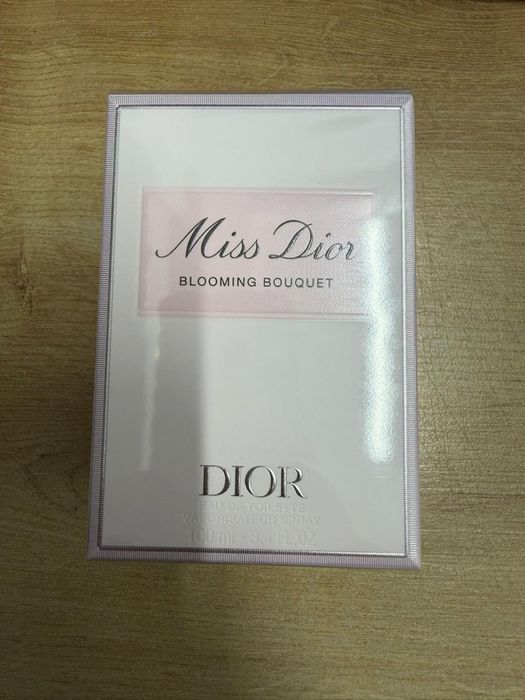 Miss Dior
BLOOMING BOUQUET
DIOR
EAU DE TOILETTE
VAPORISATEUR SPRAY
100 ml - 3.4 FL.OZ